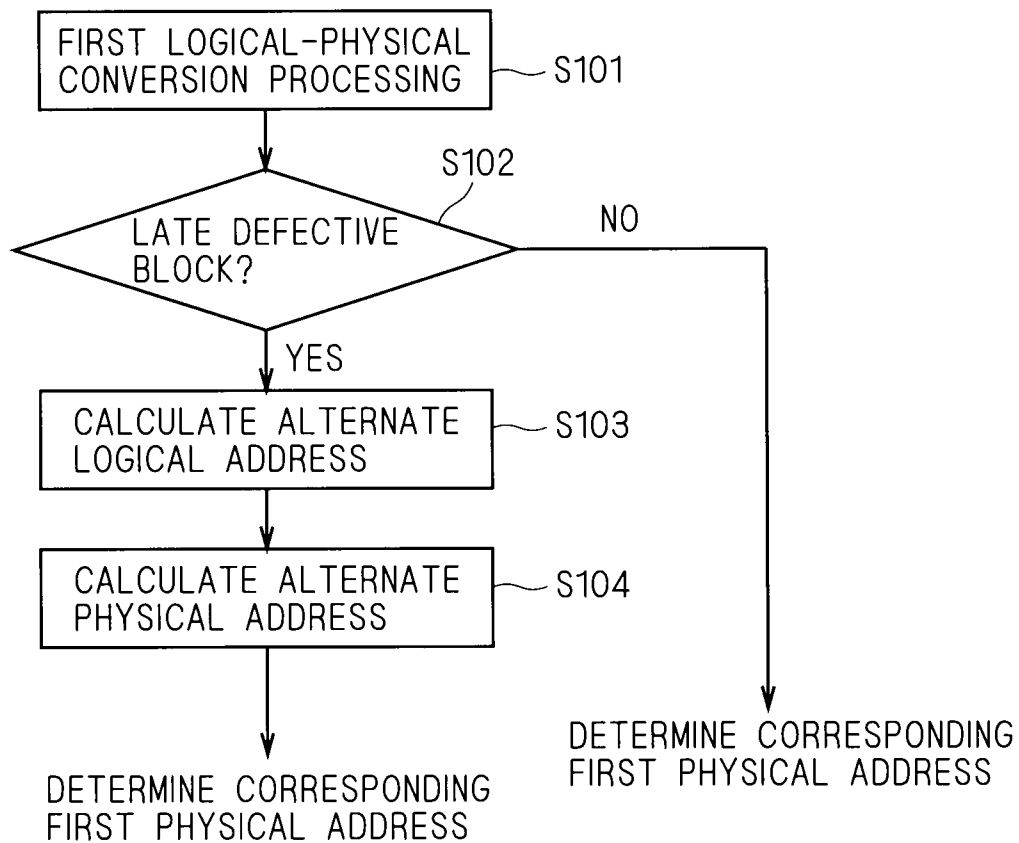 FIRST LOGICAL-PHYSICAL
CONVERSION PROCESSING
S101
S102
LATE DEFECTIVE
BLOCK?
NO
YES
CALCULATE ALTERNATE
LOGICAL ADDRESS
S103
CALCULATE ALTERNATE
PHYSICAL ADDRESS
S104
DETERMINE CORRESPONDING
FIRST PHYSICAL ADDRESS
DETERMINE CORRESPONDING
FIRST PHYSICAL ADDRESS